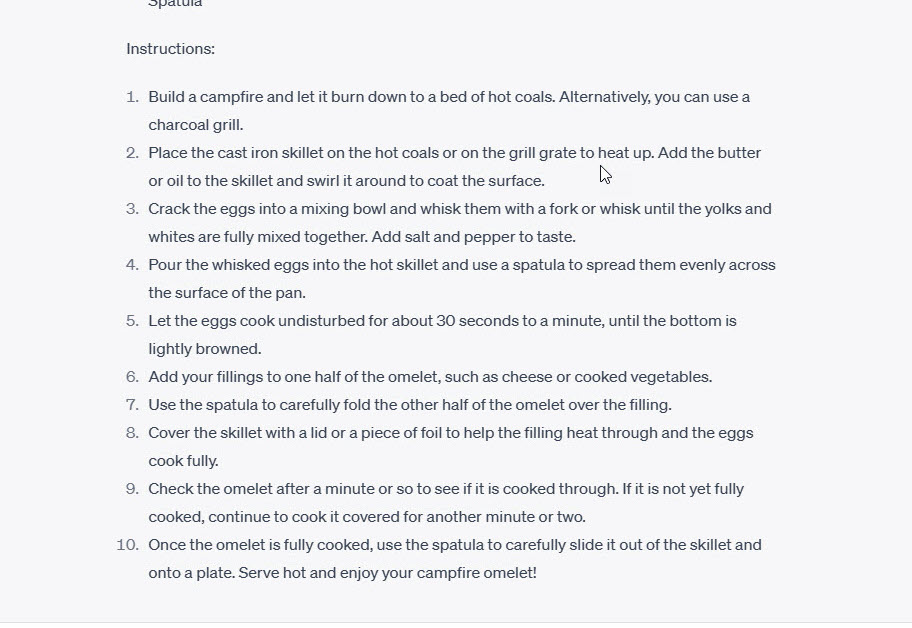 Spatula
Instructions:
1. Build a campfire and let it burn down to a bed of hot coals. Alternatively, you can use a
charcoal grill.
2. Place the cast iron skillet on the hot coals or on the grill grate to heat up. Add the butter
or oil to the skillet and swirl it around to coat the surface.
3. Crack the eggs into a mixing bowl and whisk them with a fork or whisk until the yolks and
whites are fully mixed together. Add salt and pepper to taste.
4. Pour the whisked eggs into the hot skillet and use a spatula to spread them evenly across
the surface of the pan.
5. Let the eggs cook undisturbed for about 30 seconds to a minute, until the bottom is
lightly browned.
6. Add your fillings to one half of the omelet, such as cheese or cooked vegetables.
7. Use the spatula to carefully fold the other half of the omelet over the filling.
8. Cover the skillet with a lid or a piece of foil to help the filling heat through and the eggs
cook fully.
9. Check the omelet after a minute or so to see if it is cooked through. If it is not yet fully
cooked, continue to cook it covered for another minute or two.
10. Once the omelet is fully cooked, use the spatula to carefully slide it out of the skillet and
onto a plate. Serve hot and enjoy your campfire omelet!